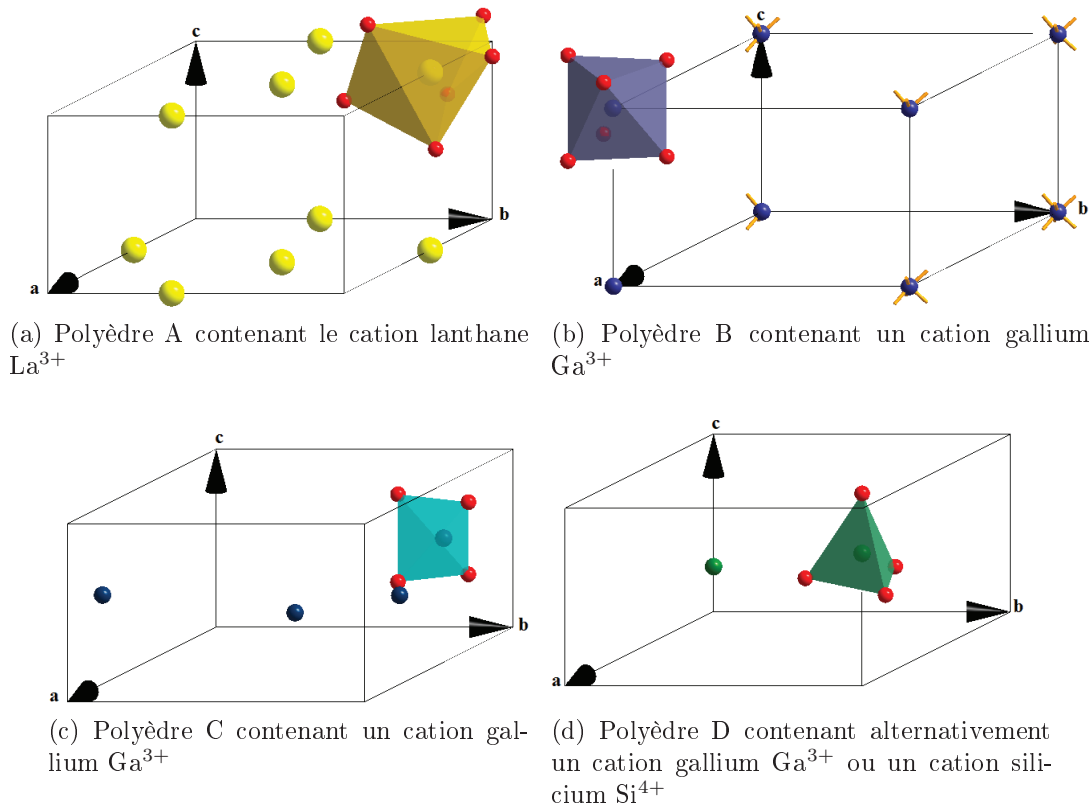 c
b
a
(a) Polyèdre A contenant le cation lanthane
La3+
c
b
a
(b) Polyèdre B contenant un cation gallium
Ga3+
c
b
a
(c) Polyèdre C contenant un cation gal-
lium Ga3+
c
b
a
(d) Polyèdre D contenant alternativement
un cation gallium Ga3+ ou un cation sili-
cium Si4+